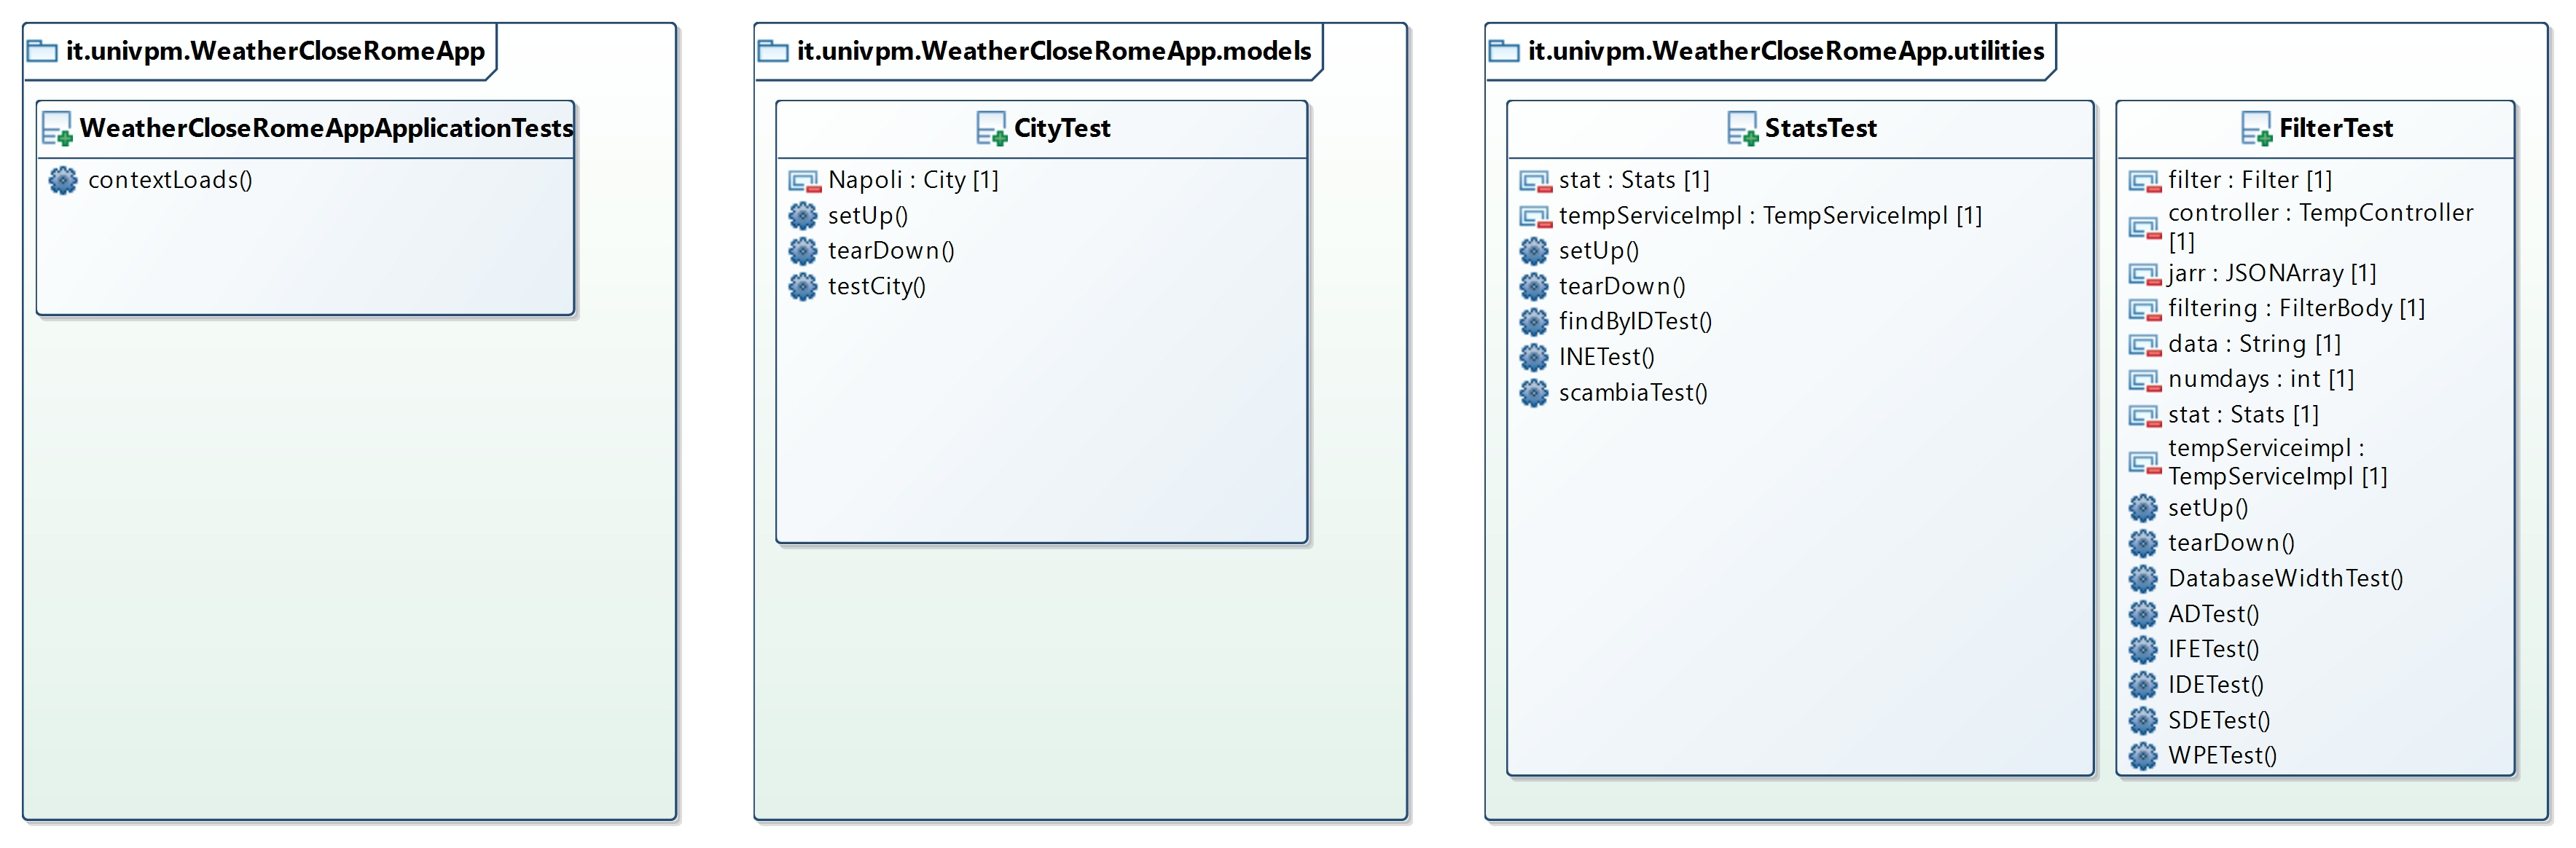 it.univpm.WeatherCloseRomeApp
WeatherCloseRomeAppApplicationTests
contextLoads()
it.univpm.WeatherCloseRomeApp.models
CityTest
Napoli : City [1]
setUp()
tearDown()
testCity()
it.univpm.WeatherCloseRomeApp.utilities
StatsTest
stat : Stats [1]
tempServiceImpl : TempServiceImpl [1]
setUp()
tearDown()
findByIDTest()
INETest()
scambiaTest()
FilterTest
filter : Filter [1]
controller : TempController
[1]
jarr : JSONArray [1]
filtering : FilterBody [1]
data : String [1]
numdays : int [1]
stat : Stats [1]
tempServiceimpl :
TempServiceImpl [1]
setUp()
tearDown()
DatabaseWidthTest()
ADTest()
IFETest()
IDETest()
SDETest()
WPETest()